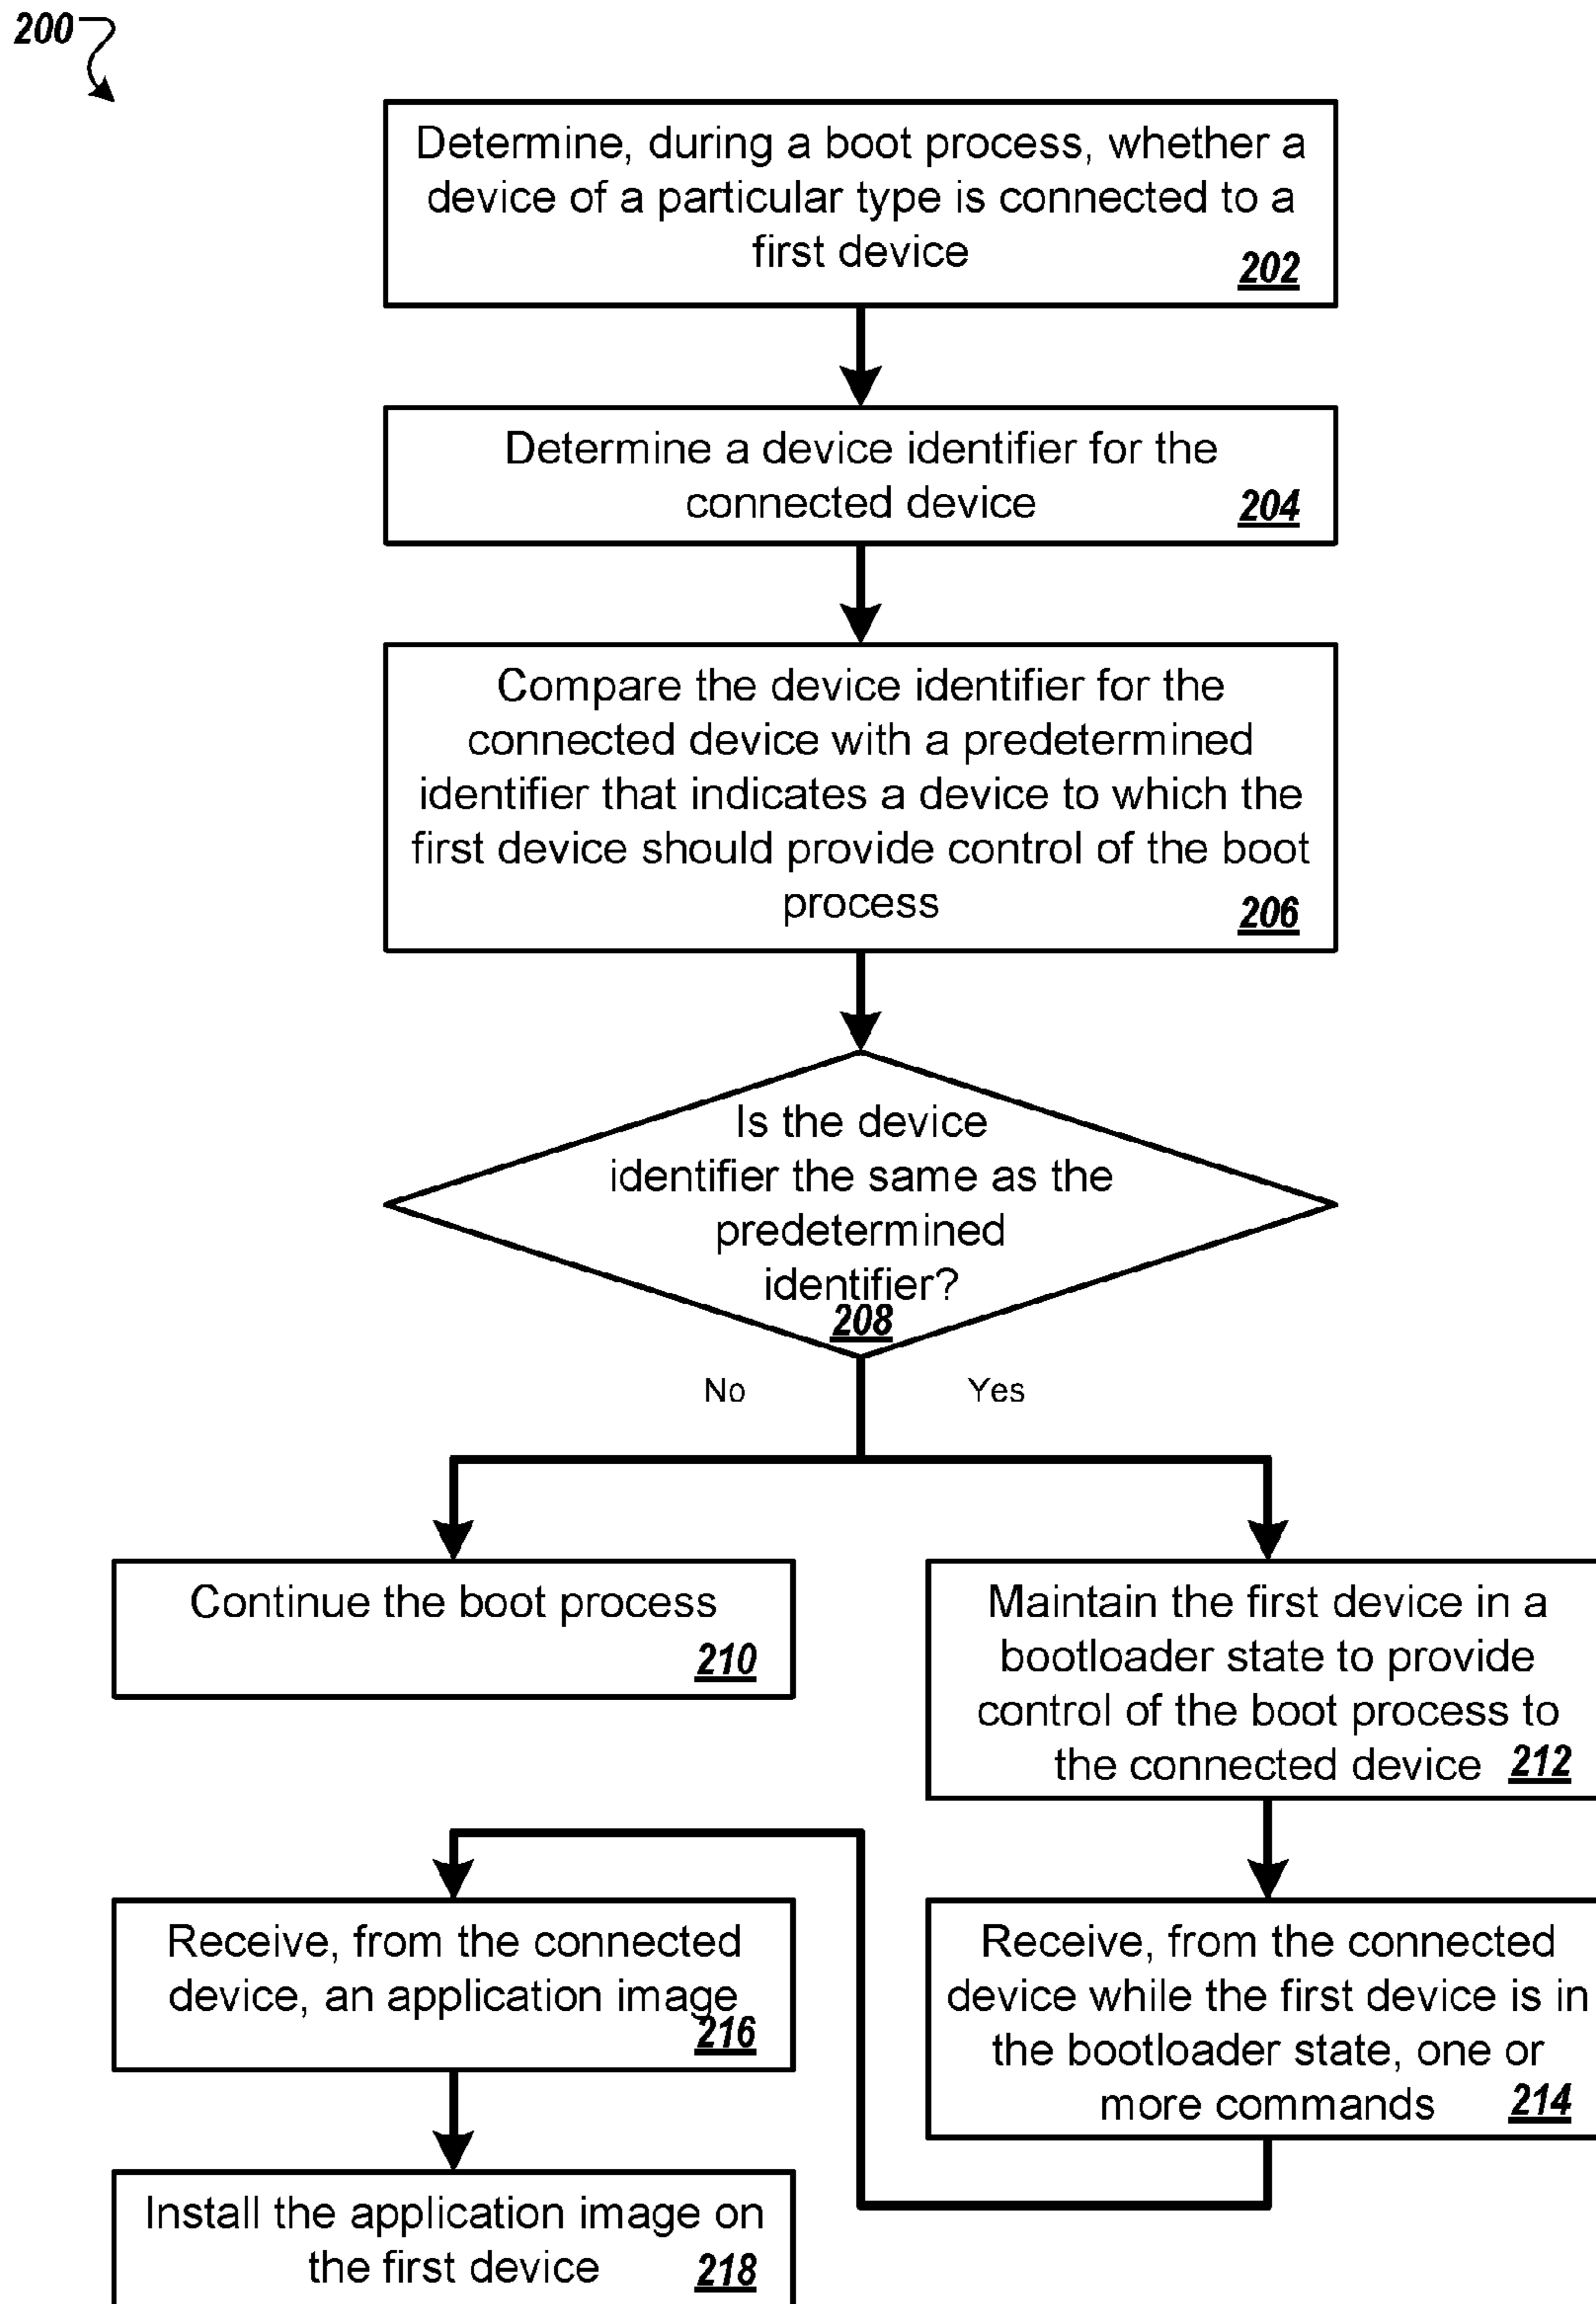 200
Determine, during a boot process, whether a
device of a particular type is connected to a
first device
202
Determine a device identifier for the
connected device
204
Compare the device identifier for the
connected device with a predetermined
identifier that indicates a device to which the
first device should provide control of the boot
process
206
Is the device
identifier the same as the
predetermined
identifier?
208
No
Yes
Continue the boot process
210
Maintain the first device in a
bootloader state to provide
control of the boot process to
the connected device 212
Receive, from the connected
device while the first device is in
the bootloader state, one or
more commands 214
Receive, from the connected
device, an application image
216
Install the application image on
the first device 218